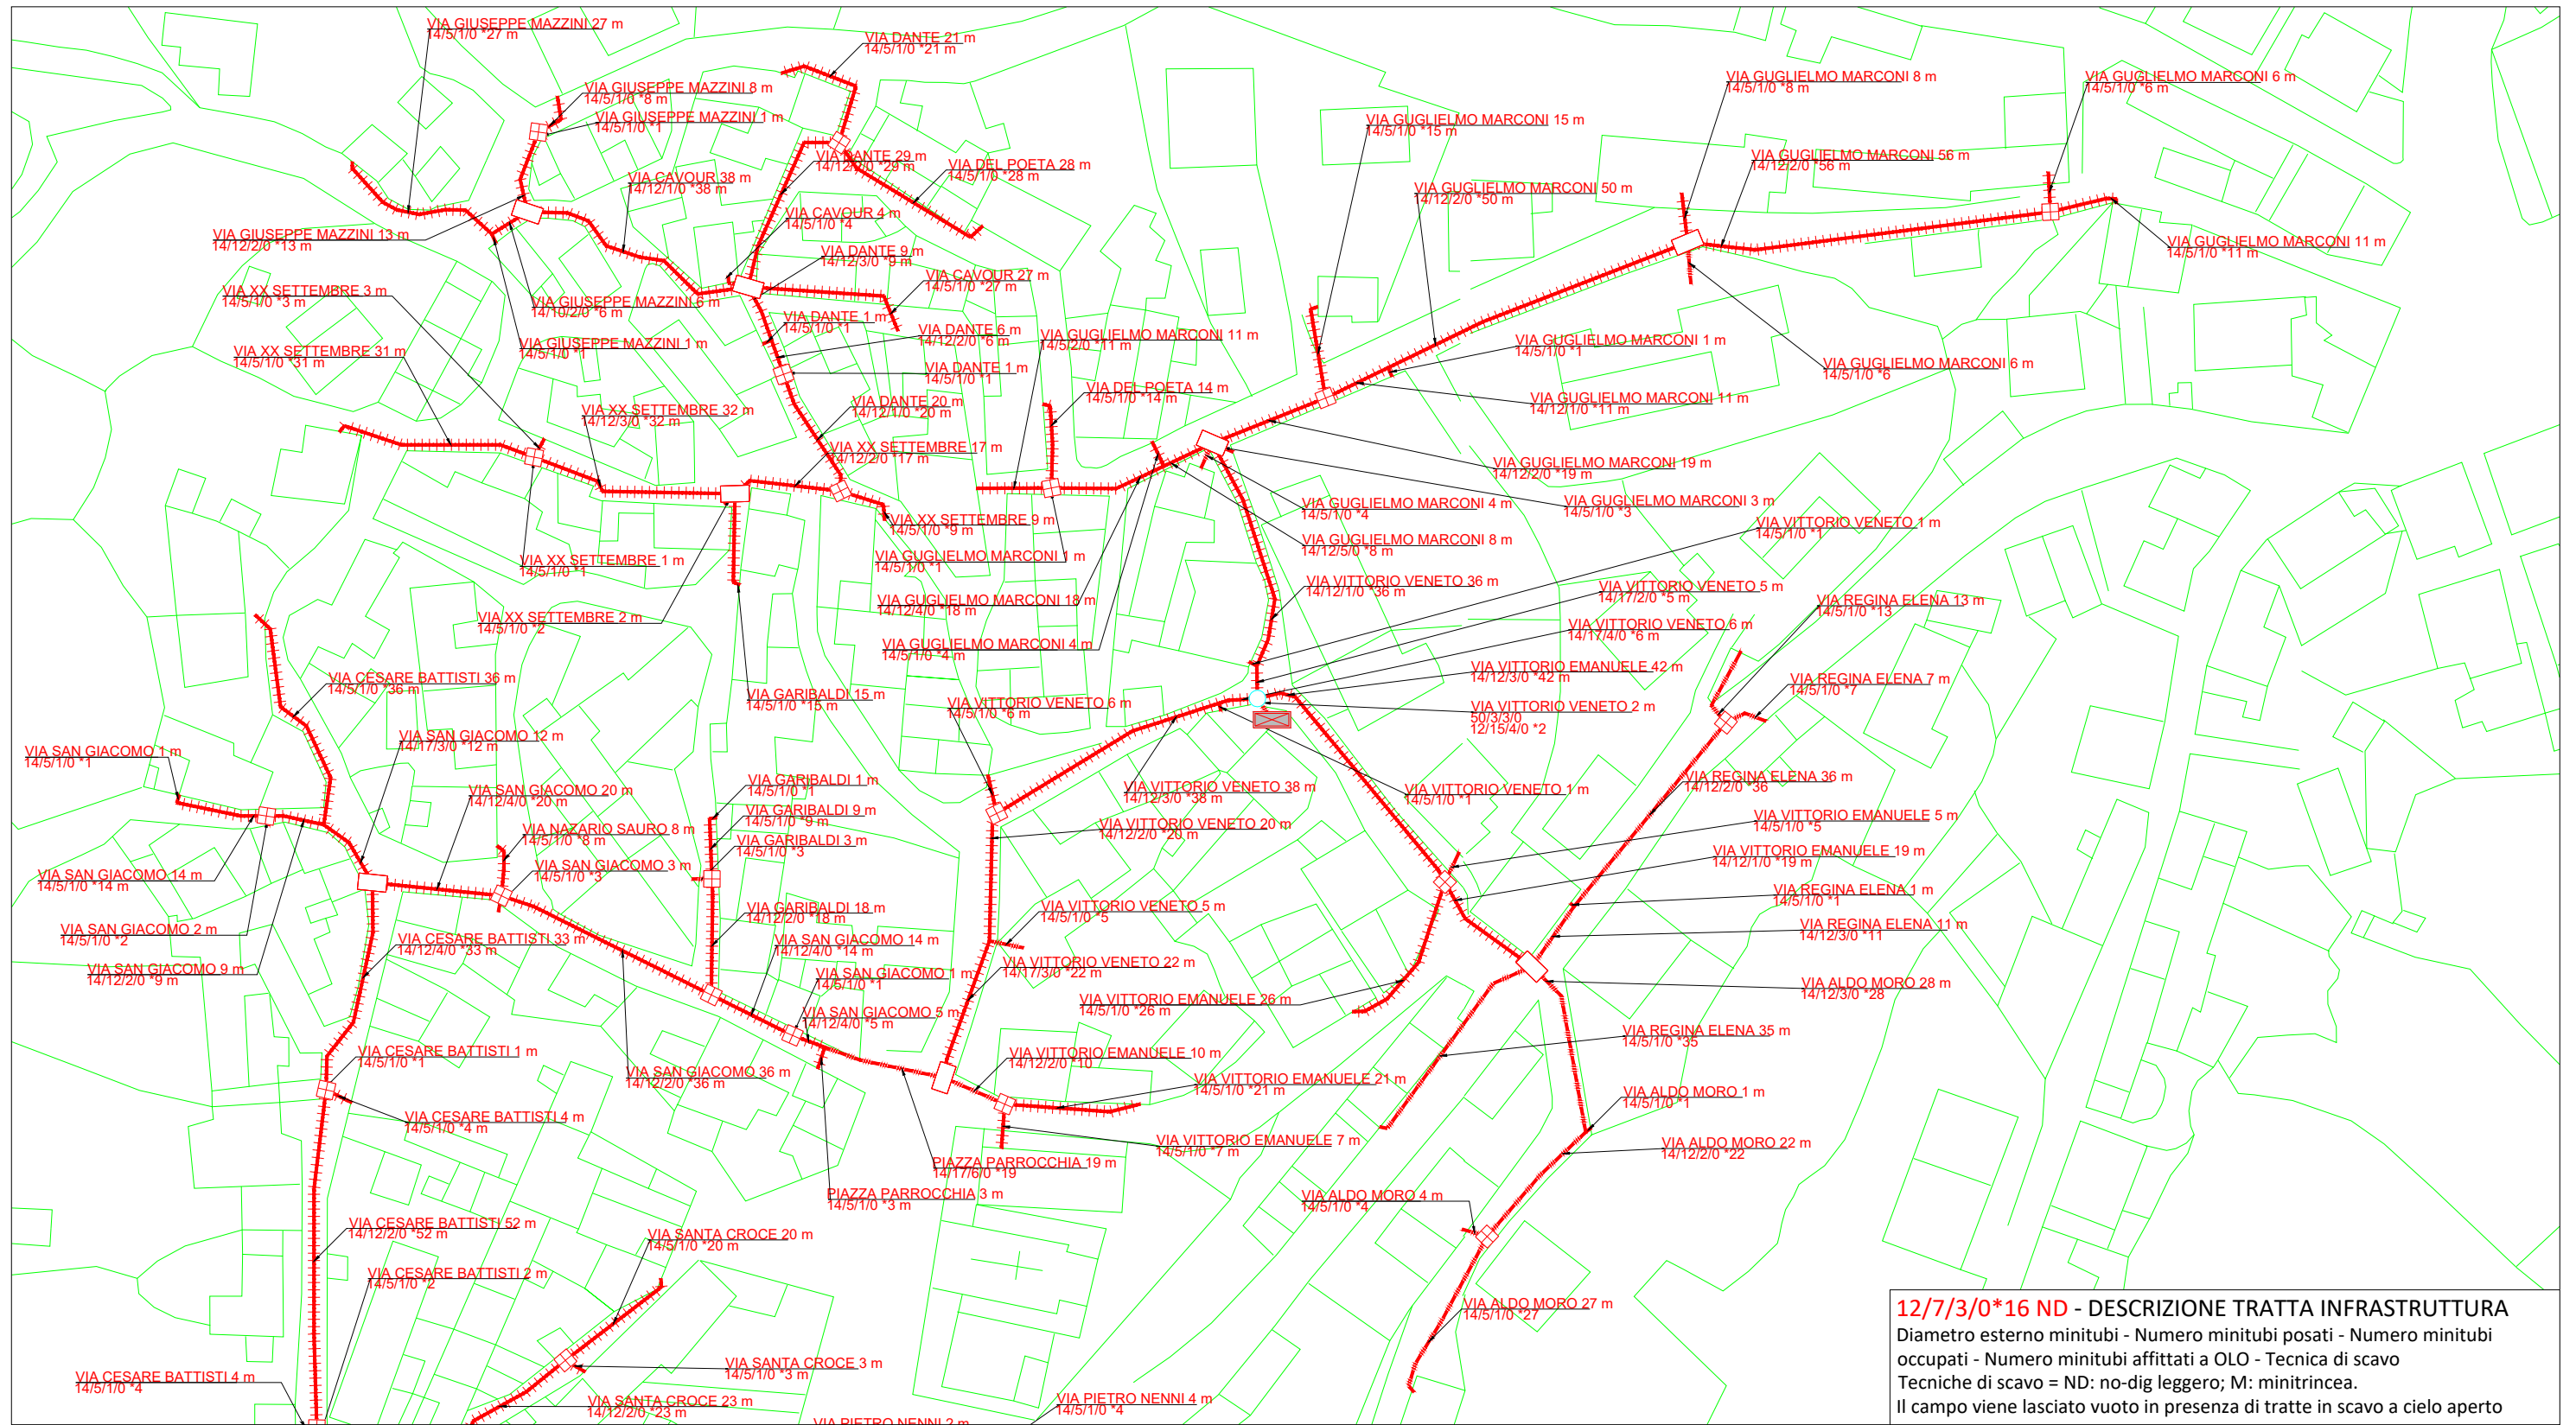 VIA GIUSEPPE MAZZINI 27 m
14/5/1/0 *27 m
VIA DANTE 21 m
14/5/1/0 *21 m
VIA GIUSEPPE MAZZINI 8 m
14/5/1/0 *8 m
VIA GIUSEPPE MAZZINI 1 m
14/5/1/0 *1
VIA GUGLIELMO MARCONI 8 m
14/5/1/0 *8 m
VIA GUGLIELMO MARCONI 6 m
14/5/1/0 *6 m
VIA GUGLIELMO MARCONI 15 m
14/5/1/0 *15 m
VIA DANTE 29 m
14/12/2/0 *29 m
VIA DEL POETA 28 m
14/5/1/0 *28 m
VIA GUGLIELMO MARCONI 56 m
14/12/2/0 *56 m
VIA CAVOUR 38 m
14/12/1/0 *38 m
VIA GUGLIELMO MARCONI 50 m
14/12/2/0 *50 m
VIA CAVOUR 4 m
14/5/1/0 *4
VIA GIUSEPPE MAZZINI 13 m
14/12/2/0 *13 m
VIA DANTE 9 m
14/12/3/0 *9 m
VIA GUGLIELMO MARCONI 11 m
14/5/1/0 *11 m
VIA CAVOUR 27 m
14/5/1/0 *27 m
VIA XX SETTEMBRE 3 m
14/5/1/0 *3 m
VIA GIUSEPPE MAZZINI 6 m
14/10/2/0 *6 m
VIA DANTE 1 m
14/5/1/0 *1
VIA DANTE 6 m
14/12/2/0 *6 m
VIA GUGLIELMO MARCONI 11 m
14/5/2/0 *11 m
VIA GIUSEPPE MAZZINI 1 m
14/5/1/0 *1
VIA XX SETTEMBRE 31 m
14/5/1/0 *31 m
VIA GUGLIELMO MARCONI 1 m
14/5/1/0 *1
VIA GUGLIELMO MARCONI 6 m
14/5/1/0 *6
VIA DANTE 1 m
14/5/1/0 *1
VIA DEL POETA 14 m
14/5/1/0 *14 m
VIA GUGLIELMO MARCONI 11 m
14/12/1/0 *11 m
VIA DANTE 20 m
14/12/1/0 *20 m
VIA XX SETTEMBRE 32 m
14/12/3/0 *32 m
VIA XX SETTEMBRE 17 m
14/12/2/0 *17 m
VIA GUGLIELMO MARCONI 19 m
14/12/2/0 *19 m
VIA GUGLIELMO MARCONI 4 m
14/5/1/0 *4
VIA GUGLIELMO MARCONI 3 m
14/5/1/0 *3
VIA XX SETTEMBRE 9 m
14/5/1/0 *9 m
VIA VITTORIO VENETO 1 m
14/5/1/0 *1
VIA GUGLIELMO MARCONI 8 m
14/12/5/0 *8 m
VIA XX SETTEMBRE 1 m
14/5/1/0 *1
VIA GUGLIELMO MARCONI 1 m
14/5/1/0 *1
VIA VITTORIO VENETO 36 m
14/12/1/0 *36 m
VIA VITTORIO VENETO 5 m
14/17/2/0 *5 m
VIA GUGLIELMO MARCONI 18 m
14/12/4/0 *18 m
VIA REGINA ELENA 13 m
14/5/1/0 *13
VIA XX SETTEMBRE 2 m
14/5/1/0 *2
VIA VITTORIO VENETO 6 m
14/17/4/0 *6 m
VIA GUGLIELMO MARCONI 4 m
14/5/1/0 *4 m
VIA VITTORIO EMANUELE 42 m
14/12/3/0 *42 m
VIA CESARE BATTISTI 36 m
14/5/1/0 *36 m
VIA REGINA ELENA 7 m
14/5/1/0 *7
VIA GARIBALDI 15 m
14/5/1/0 *15 m
VIA VITTORIO VENETO 6 m
14/5/1/0 *6 m
VIA VITTORIO VENETO 2 m
50/3/3/0
12/15/4/0 *2
VIA SAN GIACOMO 12 m
14/17/3/0 *12 m
VIA SAN GIACOMO 1 m
14/5/1/0 *1
VIA GARIBALDI 1 m
14/5/1/0 *1
VIA REGINA ELENA 36 m
14/12/2/0 *36
VIA SAN GIACOMO 20 m
14/12/4/0 *20 m
VIA VITTORIO VENETO 38 m
14/12/3/0 *38 m
VIA VITTORIO VENETO 1 m
14/5/1/0 *1
VIA GARIBALDI 9 m
14/5/1/0 *9 m
VIA VITTORIO EMANUELE 5 m
14/5/1/0 *5
VIA NAZARIO SAURO 8 m
14/5/1/0 *8 m
VIA VITTORIO VENETO 20 m
14/12/2/0 *20 m
VIA GARIBALDI 3 m
14/5/1/0 *3
VIA VITTORIO EMANUELE 19 m
14/12/1/0 *19 m
VIA SAN GIACOMO 3 m
14/5/1/0 *3
VIA SAN GIACOMO 14 m
14/5/1/0 *14 m
VIA REGINA ELENA 1 m
14/5/1/0 *1
VIA GARIBALDI 18 m
14/12/2/0 *18 m
VIA VITTORIO VENETO 5 m
14/5/1/0 *5
VIA SAN GIACOMO 2 m
14/5/1/0 *2
VIA REGINA ELENA 11 m
14/12/3/0 *11
VIA CESARE BATTISTI 33 m
14/12/4/0 *33 m
VIA SAN GIACOMO 14 m
14/12/4/0 *14 m
VIA SAN GIACOMO 9 m
14/12/2/0 *9 m
VIA SAN GIACOMO 1 m
14/5/1/0 *1
VIA VITTORIO VENETO 22 m
14/17/3/0 *22 m
VIA ALDO MORO 28 m
14/12/3/0 *28
VIA VITTORIO EMANUELE 26 m
14/5/1/0 *26 m
VIA SAN GIACOMO 5 m
14/12/4/0 *5 m
VIA REGINA ELENA 35 m
14/5/1/0 *35
VIA CESARE BATTISTI 1 m
14/5/1/0 *1
VIA VITTORIO EMANUELE 10 m
14/12/2/0 *10
VIA SAN GIACOMO 36 m
14/12/2/0 *36 m
VIA VITTORIO EMANUELE 21 m
14/5/1/0 *21 m
VIA ALDO MORO 1 m
14/5/1/0 *1
VIA CESARE BATTISTI 4 m
14/5/1/0 *4 m
VIA VITTORIO EMANUELE 7 m
14/5/1/0 *7 m
VIA ALDO MORO 22 m
14/12/2/0 *22
PIAZZA PARROCCHIA 19 m
14/17/6/0 *19
PIAZZA PARROCCHIA 3 m
14/5/1/0 *3 m
VIA ALDO MORO 4 m
14/5/1/0 *4
VIA CESARE BATTISTI 52 m
14/12/2/0 *52 m
VIA SANTA CROCE 20 m
14/5/1/0 *20 m
VIA CESARE BATTISTI 2 m
14/5/1/0 *2
VIA ALDO MORO 27 m
14/5/1/0 *27
VIA SANTA CROCE 3 m
14/5/1/0 *3 m
VIA CESARE BATTISTI 4 m
14/5/1/0 *4
VIA SANTA CROCE 23 m
14/12/2/0 *23 m
VIA PIETRO NENNI 4 m
14/5/1/0 *4
VIA PIETRO NENNI 2 m
12/7/3/0*16 ND - DESCRIZIONE TRATTA INFRASTRUTTURA
Diametro esterno minitubi - Numero minitubi posati - Numero minitubi
occupati - Numero minitubi affittati a OLO - Tecnica di scavo
Tecniche di scavo = ND: no-dig leggero; M: minitrincea.
Il campo viene lasciato vuoto in presenza di tratte in scavo a cielo aperto